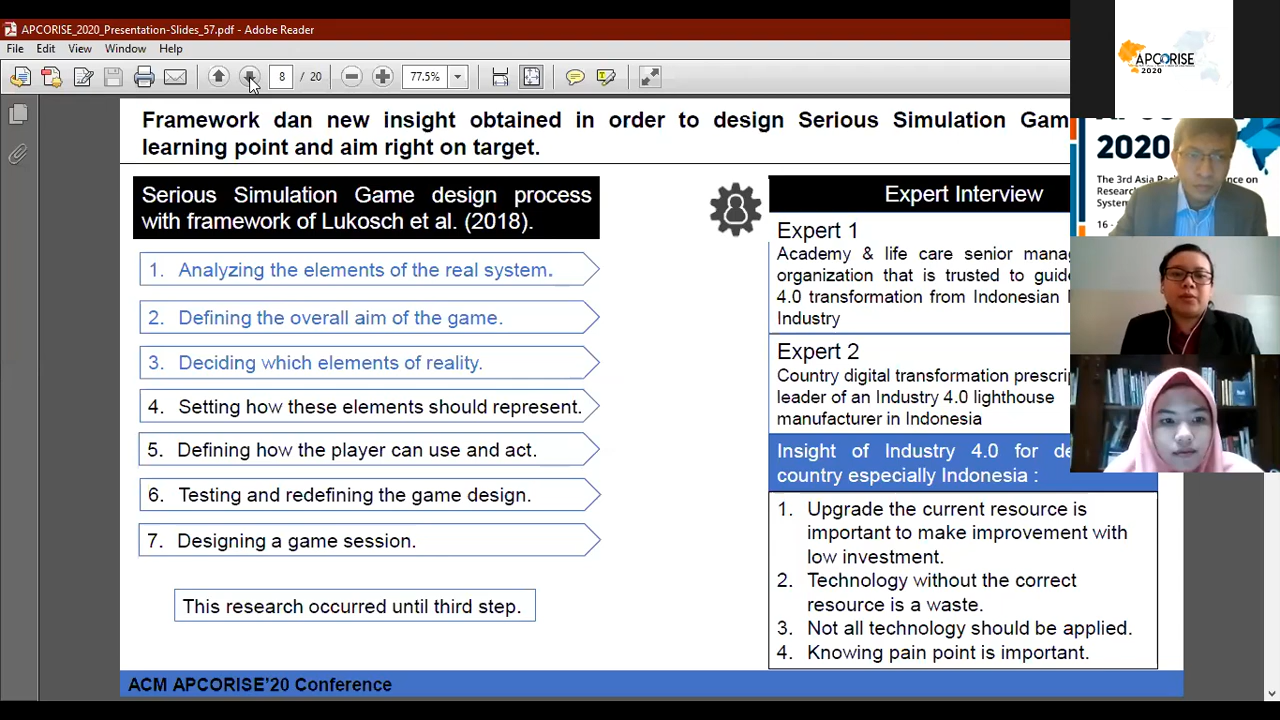 APCORISE_2020_Presentation-Slides_57.pdf - Adobe Reader
File Edit View Window Help
8 / 20 77.5%
Framework dan new insight obtained in order to design Serious Simulation Gam
learning point and aim right on target.
Serious Simulation Game design process
with framework of Lukosch et al. (2018).
1. Analyzing the elements of the real system.
2. Defining the overall aim of the game.
3. Deciding which elements of reality.
4. Setting how these elements should represent.
5. Defining how the player can use and act.
6. Testing and redefining the game design.
7. Designing a game session.
This research occurred until third step.
Expert Interview
Expert 1
Academy & life care senior mana
organization that is trusted to guid
4.0 transformation from Indonesian
Industry
Expert 2
Country digital transformation prescrip
leader of an Industry 4.0 lighthouse
manufacturer in Indonesia
Insight of Industry 4.0 for de
country especially Indonesia :
1. Upgrade the current resource is
important to make improvement with
low investment.
2. Technology without the correct
resource is a waste.
3. Not all technology should be applied.
4. Knowing pain point is important.
ACM APCORISE'20 Conference
APCORISE
2020
2020
The 3rd Asia Pac
Resear
System
16 -